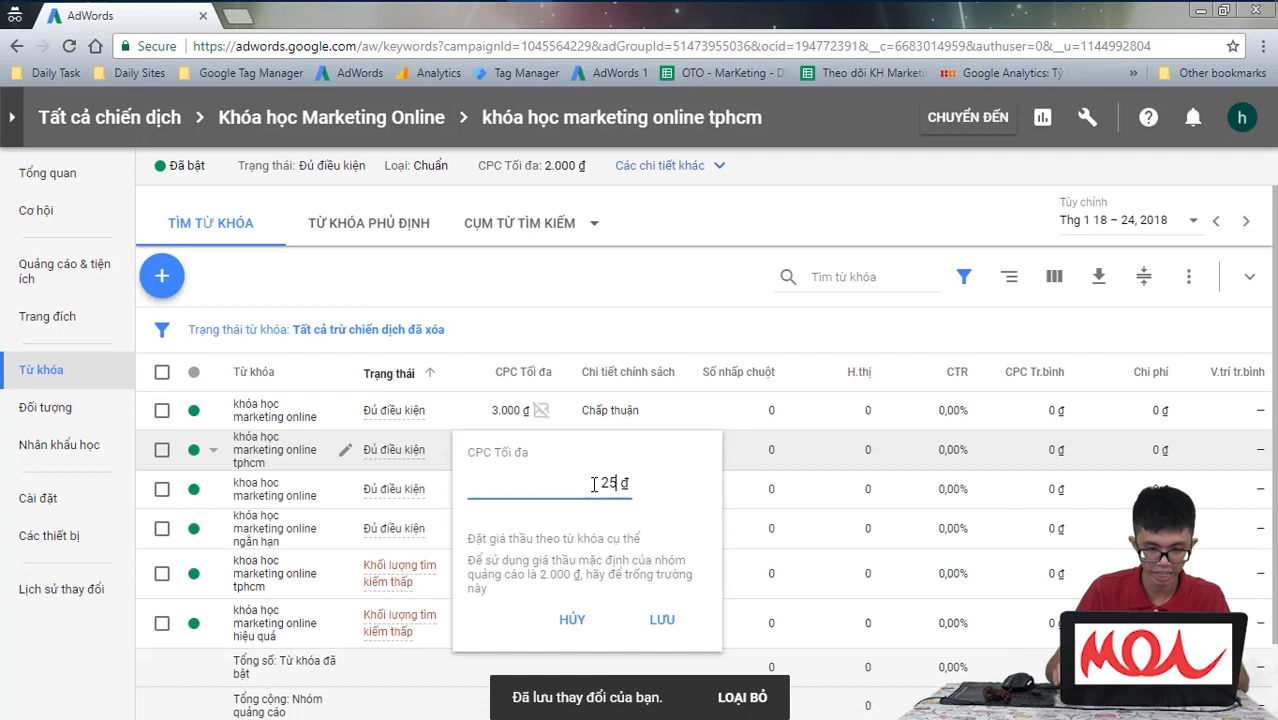 AdWords
Secure
https://adwords.google.com/aw/keywords?campaignId=1045564229&adGroupId=51473955036&ocid=194772391&__c=6683014959&authuser=0&__u=1144992804
Daily Task
Daily Sites
Google Tag Manager
AdWords
Analytics
Tag Manager
AdWords 1
OTO - MarKeting - D
Theo dõi KH Marketi
Google Analytics: Tỷ
»
Other bookmarks
Tất cả chiến dịch > Khóa học Marketing Online > khóa học marketing online tphcm
CHUYỂN ĐẾN
h
Đã bật
Trạng thái: Đủ điều kiện
Loại: Chuẩn
CPC Tối đa: 2.000 ₫
Các chi tiết khác
Tổng quan
Cơ hội
Quảng cáo & tiện
ích
Trang đích
Từ khóa
Đối tượng
Nhân khẩu học
Cài đặt
Các thiết bị
Lịch sử thay đổi
TÌM TỪ KHÓA
TỪ KHÓA PHỦ ĐỊNH
CỤM TỪ TÌM KIẾM
Tùy chỉnh
Thg 1 18 – 24, 2018
Tìm từ khóa
Trạng thái từ khóa: Tất cả trừ chiến dịch đã xóa
Từ khóa
Trạng thái
CPC Tối đa
Chi tiết chính sách
Số nhấp chuột
H.thị
CTR
CPC Tr.bình
Chi phí
V.trí tr.bình
khóa học
marketing online
Đủ điều kiện
3.000 ₫
Chấp thuận
0
0
0,00%
0 ₫
0 ₫
–
khóa học
marketing online
tphcm
Đủ điều kiện
0
0
0,00%
0 ₫
0 ₫
–
khoa học
marketing online
Đủ điều kiện
0
0
0,00%
0 ₫
0 ₫
–
khóa học
marketing online
ngắn hạn
Đủ điều kiện
0
0
0,00%
0 ₫
0 ₫
–
khoa học
marketing online
tphcm
Khối lượng tìm
kiếm thấp
0
0
0,00%
0 ₫
0 ₫
–
khóa học
marketing online
hiệu quả
Khối lượng tìm
kiếm thấp
0
0
0,00%
0 ₫
–
Tổng số: Từ khóa đã
bật
0
0
0,00%
–
Tổng cộng: Nhóm
quảng cáo
0
0
0,00%
–
CPC Tối đa
25 ₫
Đặt giá thầu theo từ khóa cụ thể
Để sử dụng giá thầu mặc định của nhóm
quảng cáo là 2.000 ₫, hãy để trống trường
này
HỦY
LƯU
Đã lưu thay đổi của bạn.
LOẠI BỎ
MOA